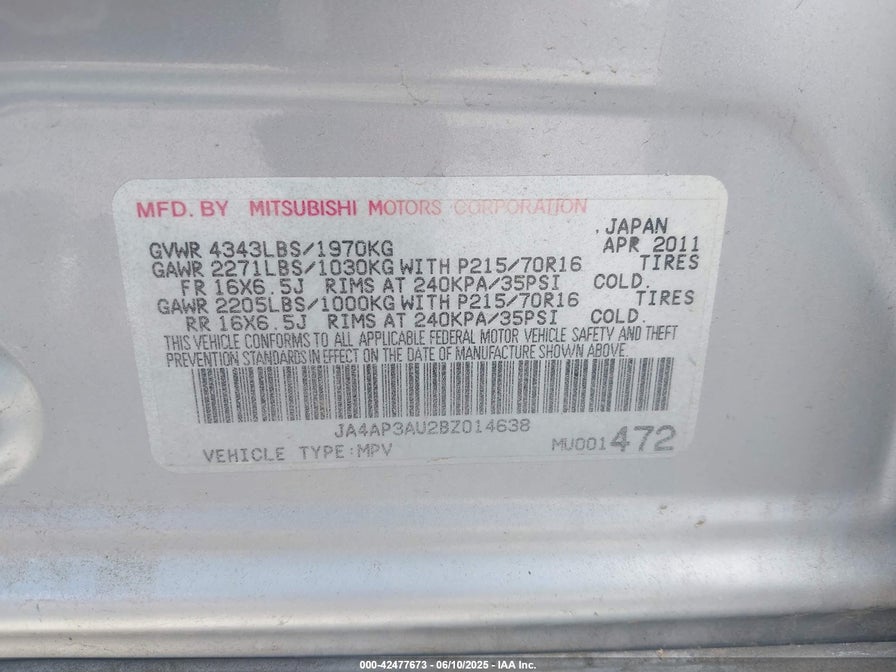 MFD. BY MITSUBISHI MOTORS CORPORATION
JAPAN
GVWR 4343LBS/1970KG APR 2011
GAWR 2271LBS/1030KG WITH P215/70R16 TIRES
FR 16X6.5J RIMS AT 240KPA/35PSI COLD.
GAWR 2205LBS/1000KG WITH P215/70R16 TIRES
RR 16X6.5J RIMS AT 240KPA/35PSI COLD.
THIS VEHICLE CONFORMS TO ALL APPLICABLE FEDERAL MOTOR VEHICLE SAFETY AND THEFT
PREVENTION STANDARDS IN EFFECT ON THE DATE OF MANUFACTURE SHOWN ABOVE.
JA4AP3AU2BZ014638
VEHICLE TYPE:MPV MU001472
000-42477673 - 06/10/2025 - IAA Inc.